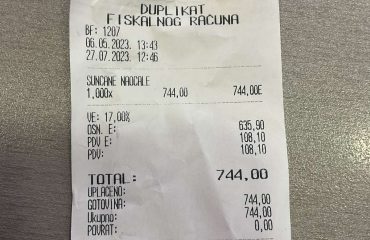 DUPLIKAT
FISKALNOG RAČUNA
BF: 1207
06.05.2023. 13:43
27.07.2023. 12:46
SUNČANE NAOČALE
1,000x 744,00 744,00E
VE: 17,00%
OSN. E: 635,90
PDV E: 108,10
PDV: 108,10
TOTAL: 744,00
UPLAĆENO:
GOTOVINA: 744,00
Ukupno: 744,00
POVRAT: 0,00